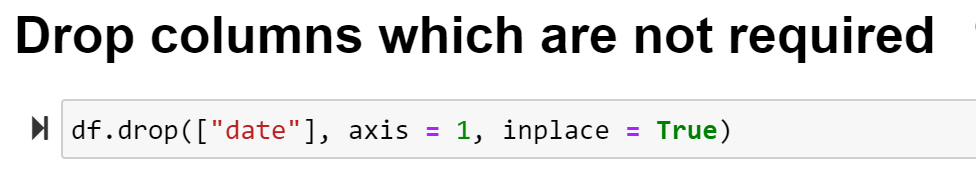 Drop columns which are not required
df.drop(["date"], axis = 1, inplace = True)